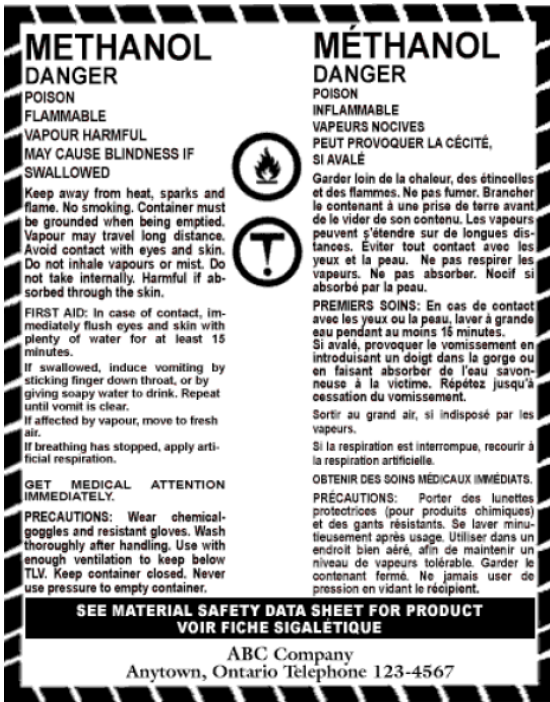 METHANOL
DANGER
POISON
FLAMMABLE
VAPOUR HARMFUL
MAY CAUSE BLINDNESS IF
SWALLOWED
Keep away from heat, sparks and
flame. No smoking. Container must
be grounded when being emptied.
Vapour may travel long distance.
Avoid contact with eyes and skin.
Do not inhale vapours or mist. Do
not take internally. Harmful if ab-
sorbed through the skin.
FIRST AID: In case of contact, im-
mediately flush eyes and skin with
plenty of water for at least 15
minutes.
If swallowed, induce vomiting by
sticking finger down throat, or by
giving soapy water to drink. Repeat
until vomit is clear.
If affected by vapour, move to fresh
air.
If breathing has stopped, apply arti-
ficial respiration.
GET MEDICAL ATTENTION
IMMEDIATELY.
PRECAUTIONS: Wear chemical-
goggles and resistant gloves. Wash
thoroughly after handling. Use with
enough ventilation to keep below
TLV. Keep container closed. Never
use pressure to empty container.
MÉTHANOL
DANGER
POISON
INFLAMMABLE
VAPEURS NOCIVES
PEUT PROVOQUER LA CÉCITÉ,
SI AVALÉ
Garder loin de la chaleur, des étincelles
et des flammes. Ne pas fumer. Brancher
le contenant à une prise de terre avant
de le vider de son contenu. Les vapeurs
peuvent s'étendre sur de longues dis-
tances. Éviter tout contact avec les
yeux et la peau. Ne pas respirer les
vapeurs. Ne pas absorber. Nocif si
absorbé par la peau.
PREMIERS SOINS: En cas de contact
avec les yeux ou la peau, laver à grande
eau pendant au moins 15 minutes.
Si avalé, provoquer le vomissement en
introduisant un doigt dans la gorge ou
en faisant absorber de l'eau savon-
neuse à la victime. Répétez jusqu'à
cessation du vomissement.
Sortir au grand air, si indisposé par les
vapeurs.
Si la respiration est interrompue, recourir à
la respiration artificielle.
OBTENIR DES SOINS MÉDICAUX IMMÉDIATS.
PRÉCAUTIONS: Porter des lunettes
protectrices (pour produits chimiques)
et des gants résistants. Se laver minu-
tieusement après usage. Utiliser dans un
endroit bien aéré, afin de maintenir un
niveau de vapeurs tolérable. Garder le
contenant fermé. Ne jamais user de
pression en vidant le récipient.
SEE MATERIAL SAFETY DATA SHEET FOR PRODUCT
VOIR FICHE SIGALÉTIQUE
ABC Company
Anytown, Ontario Telephone 123-4567